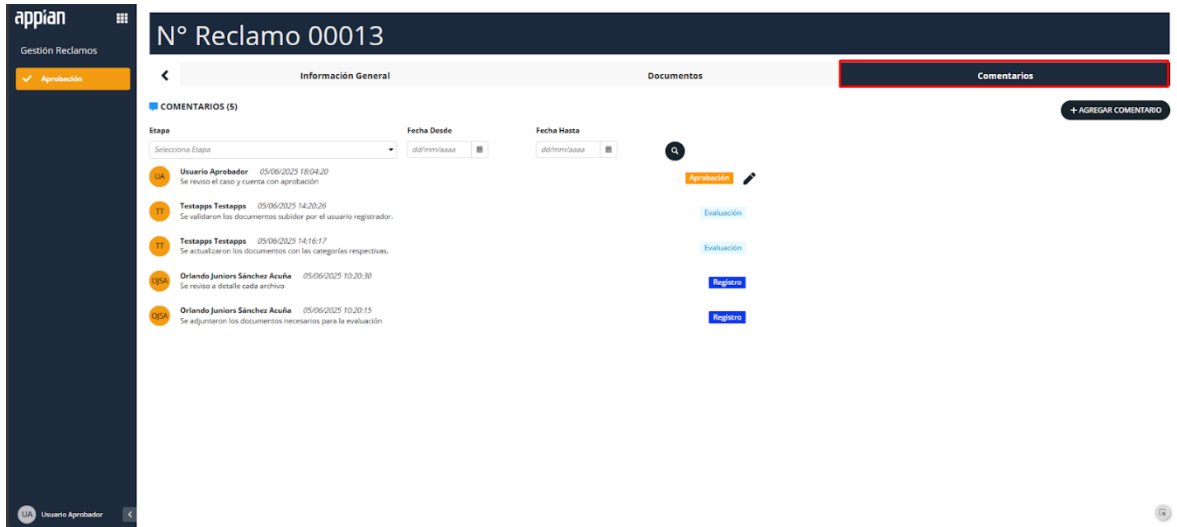 appian
Gestión Reclamos
Aprobación
N° Reclamo 00013
Información General
Documentos
Comentarios
COMENTARIOS (5)
+ AGREGAR COMENTARIO
Etapa
Fecha Desde
Fecha Hasta
Selecciona Etapa
dd/mm/aaaa
dd/mm/aaaa
UA
Usuario Aprobador 05/06/2025 18:04:20
Se reviso el caso y cuenta con aprobación
Aprobación
TT
Testapps Testapps 05/06/2025 14:20:26
Se validaron los documentos subidor por el usuario registrador.
Evaluación
TT
Testapps Testapps 05/06/2025 14:16:17
Se actualizaron los documentos con las categorías respectivas.
Evaluación
OJSA
Orlando Juniors Sánchez Acuña 05/06/2025 10:20:30
Se reviso a detalle cada archivo
Registro
OJSA
Orlando Juniors Sánchez Acuña 05/06/2025 10:20:15
Se adjuntaron los documentos necesarios para la evaluación
Registro
UA
Usuario Aprobador